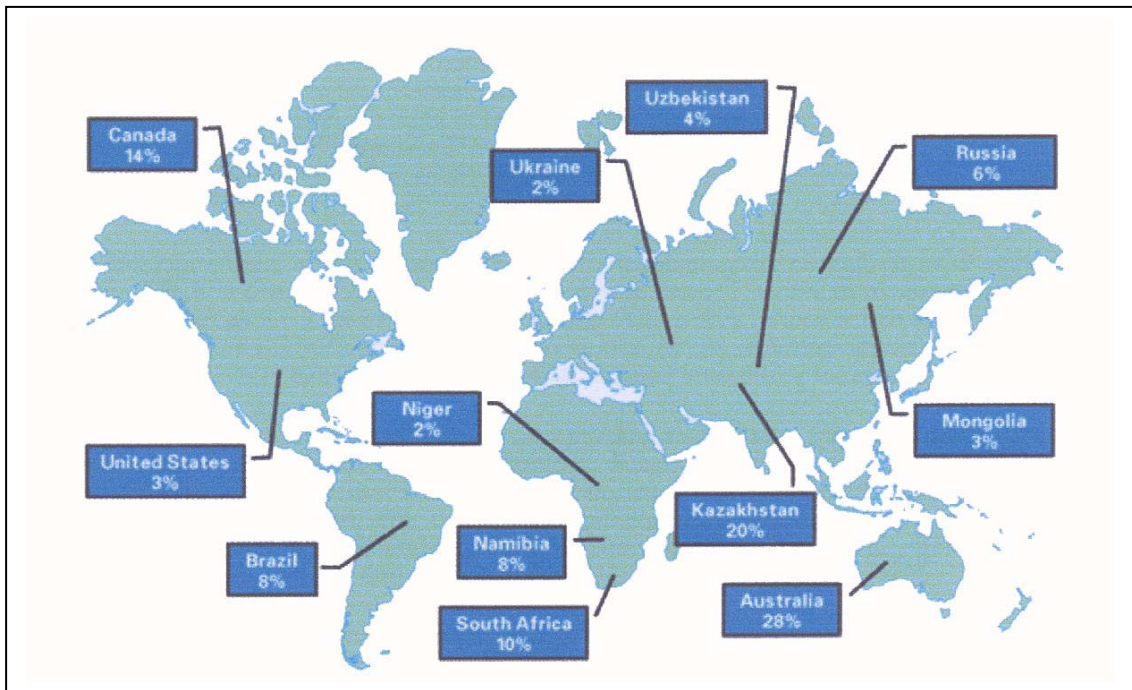 Canada
14%
Uzbekistan
4%
Ukraine
2%
Russia
6%
Niger
2%
Mongolia
3%
United States
3%
Kazakhstan
20%
Namibia
8%
Brazil
8%
Australia
28%
South Africa
10%